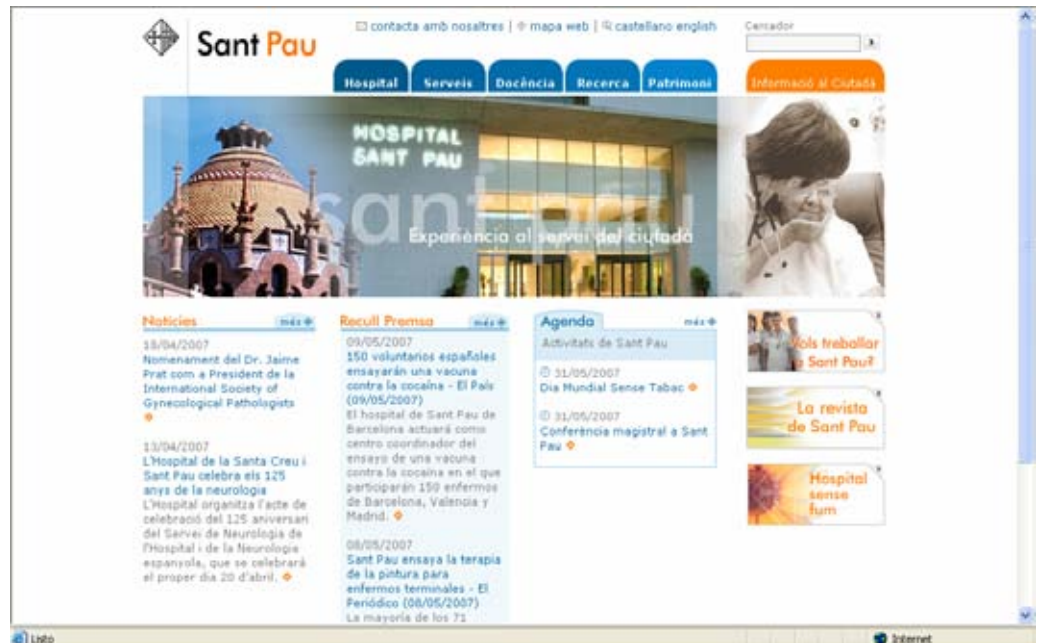 Sant Pau
contacta amb nosaltres | mapa web | castellano english
Cercador
Hospital Serveis Docència Recerca Patrimoni
Informació al Ciutadà
HOSPITAL
SANT PAU
sant pau
Experiència al servei del ciutadà
Notícies més
18/04/2007
Nomenament del Dr. Jaime
Prat com a President de la
International Society of
Gynecological Pathologists
13/04/2007
L'Hospital de la Santa Creu i
Sant Pau celebra els 125
anys de la neurologia
L'Hospital organitza l'acte de
celebració del 125 aniversari
del Servei de Neurologia de
l'Hospital i de la Neurologia
espanyola, que se celebrarà
el proper dia 20 d'abril.
Recull Premsa més
09/05/2007
150 voluntarios españoles
ensayarán una vacuna
contra la cocaína - El País
(09/05/2007)
El hospital de Sant Pau de
Barcelona actuará como
centro coordinador del
ensayo de una vacuna
contra la cocaína en el que
participarán 150 enfermos
de Barcelona, Valencia y
Madrid.
08/05/2007
Sant Pau ensaya la terapia
de la pintura para
enfermos terminales - El
Periódico (08/05/2007)
La mayoría de los 71
Agenda més
Activitats de Sant Pau
31/05/2007
Dia Mundial Sense Tabac
31/05/2007
Conferència magistral a Sant
Pau
Vols treballar
a Sant Pau?
La revista
de Sant Pau
Hospital
sense
fum
Listo
Internet